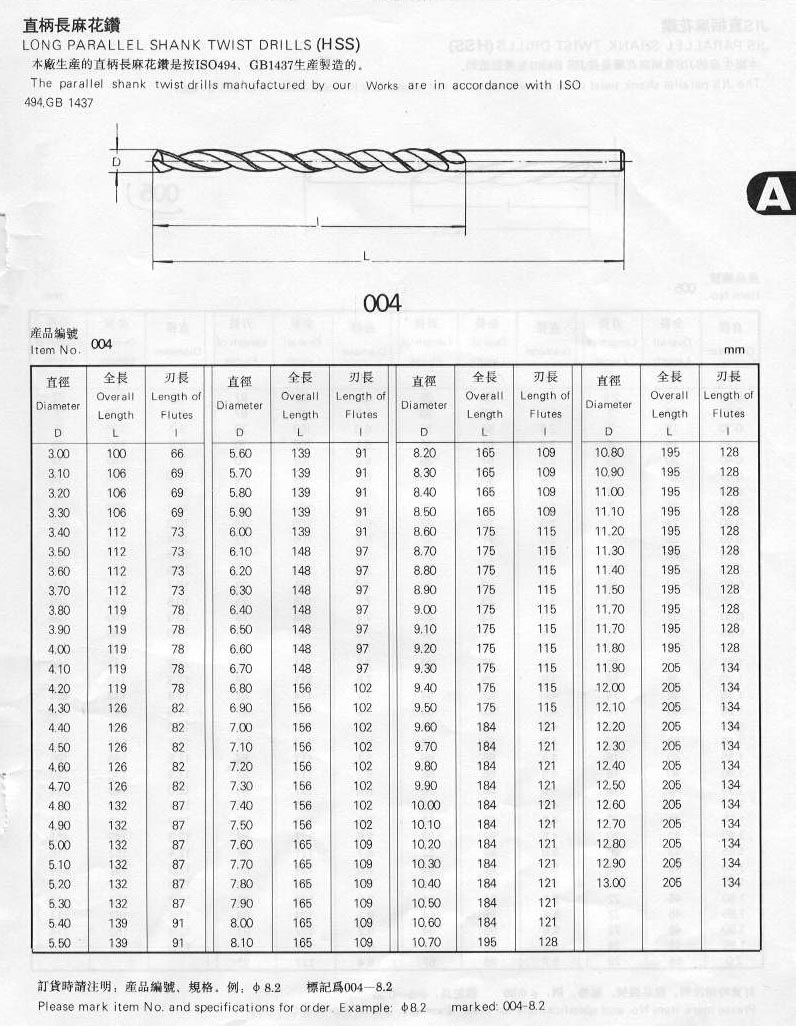 直柄長麻花鑽
LONG PARALLEL SHANK TWIST DRILLS (HSS)
本廠生産的直柄長麻花鑽是按ISO494、GB1437生産製造的。
The parallel shank twist drills manufactured by our Works are in accordance with ISO
494,GB 1437
D
l
L
A
004
産品編號
Item No. 004
mm
直徑 全長 刃長 直徑 全長 刃長 直徑 全長 刃長 直徑 全長 刃長
Diameter Overall Length Length of Flutes Diameter Overall Length Length of Flutes Diameter Overall Length Length of Flutes Diameter Overall Length Length of Flutes
D L l D L l D L l D L l
3.00 100 66 5.60 139 91 8.20 165 109 10.80 195 128
3.10 106 69 5.70 139 91 8.30 165 109 10.90 195 128
3.20 106 69 5.80 139 91 8.40 165 109 11.00 195 128
3.30 106 69 5.90 139 91 8.50 165 109 11.10 195 128
3.40 112 73 6.00 139 91 8.60 175 115 11.20 195 128
3.50 112 73 6.10 148 97 8.70 175 115 11.30 195 128
3.60 112 73 6.20 148 97 8.80 175 115 11.40 195 128
3.70 112 73 6.30 148 97 8.90 175 115 11.50 195 128
3.80 119 78 6.40 148 97 9.00 175 115 11.70 195 128
3.90 119 78 6.50 148 97 9.10 175 115 11.70 195 128
4.00 119 78 6.60 148 97 9.20 175 115 11.80 195 128
4.10 119 78 6.70 148 97 9.30 175 115 11.90 205 134
4.20 119 78 6.80 156 102 9.40 175 115 12.00 205 134
4.30 126 82 6.90 156 102 9.50 175 115 12.10 205 134
4.40 126 82 7.00 156 102 9.60 184 121 12.20 205 134
4.50 126 82 7.10 156 102 9.70 184 121 12.30 205 134
4.60 126 82 7.20 156 102 9.80 184 121 12.40 205 134
4.70 126 82 7.30 156 102 9.90 184 121 12.50 205 134
4.80 132 87 7.40 156 102 10.00 184 121 12.60 205 134
4.90 132 87 7.50 156 102 10.10 184 121 12.70 205 134
5.00 132 87 7.60 165 109 10.20 184 121 12.80 205 134
5.10 132 87 7.70 165 109 10.30 184 121 12.90 205 134
5.20 132 87 7.80 165 109 10.40 184 121 13.00 205 134
5.30 132 87 7.90 165 109 10.50 184 121
5.40 139 91 8.00 165 109 10.60 184 121
5.50 139 91 8.10 165 109 10.70 195 128
訂貨時請注明：産品編號、規格。例：φ8.2 標記爲004—8.2
Please mark item No. and specifications for order. Example: φ8.2 marked: 004-8.2